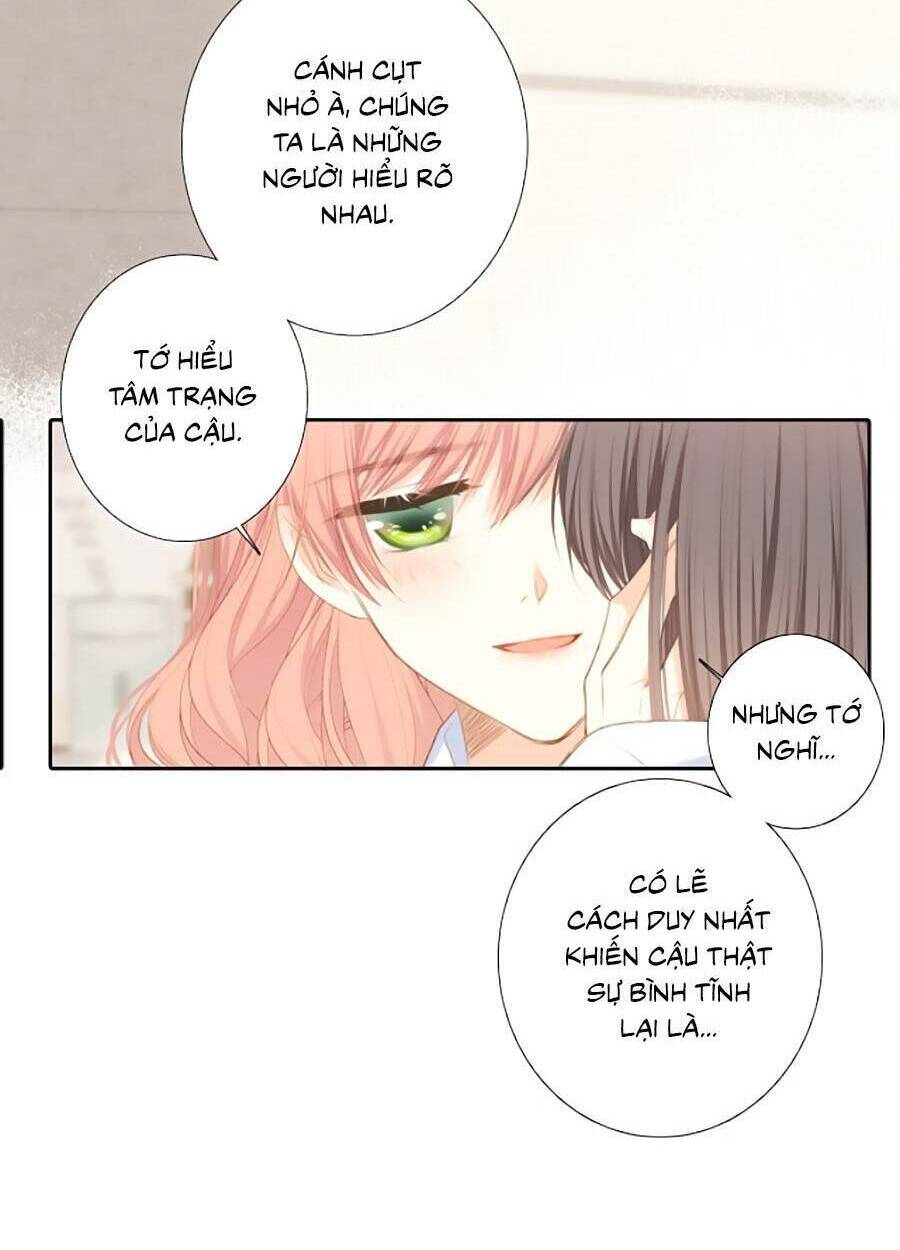 CÁNH CỤT
NHỎ À, CHÚNG
TA LÀ NHỮNG
NGƯỜI HIỂU RÕ
NHAU.
TỚ HIỂU
TÂM TRẠNG
CỦA CẬU.
NHƯNG TỚ
NGHĨ...
CÓ LẼ
CÁCH DUY NHẤT
KHIẾN CẬU THẬT
SỰ BÌNH TĨNH
LẠI LÀ...